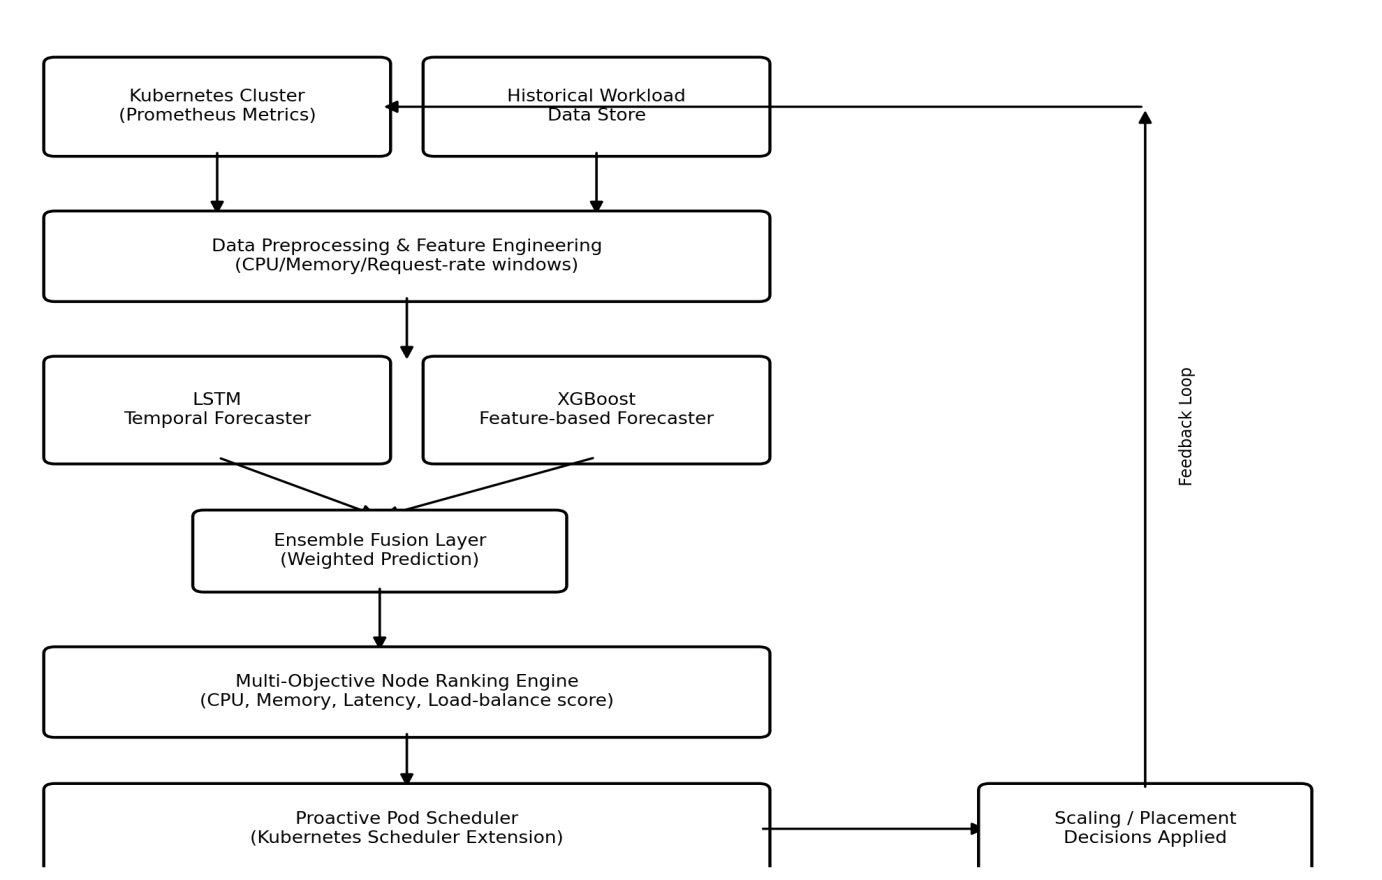 Kubernetes Cluster
(Prometheus Metrics)
Historical Workload
Data Store
Data Preprocessing & Feature Engineering
(CPU/Memory/Request-rate windows)
LSTM
Temporal Forecaster
XGBoost
Feature-based Forecaster
Feedback Loop
Ensemble Fusion Layer
(Weighted Prediction)
Multi-Objective Node Ranking Engine
(CPU, Memory, Latency, Load-balance score)
Proactive Pod Scheduler
(Kubernetes Scheduler Extension)
Scaling / Placement
Decisions Applied